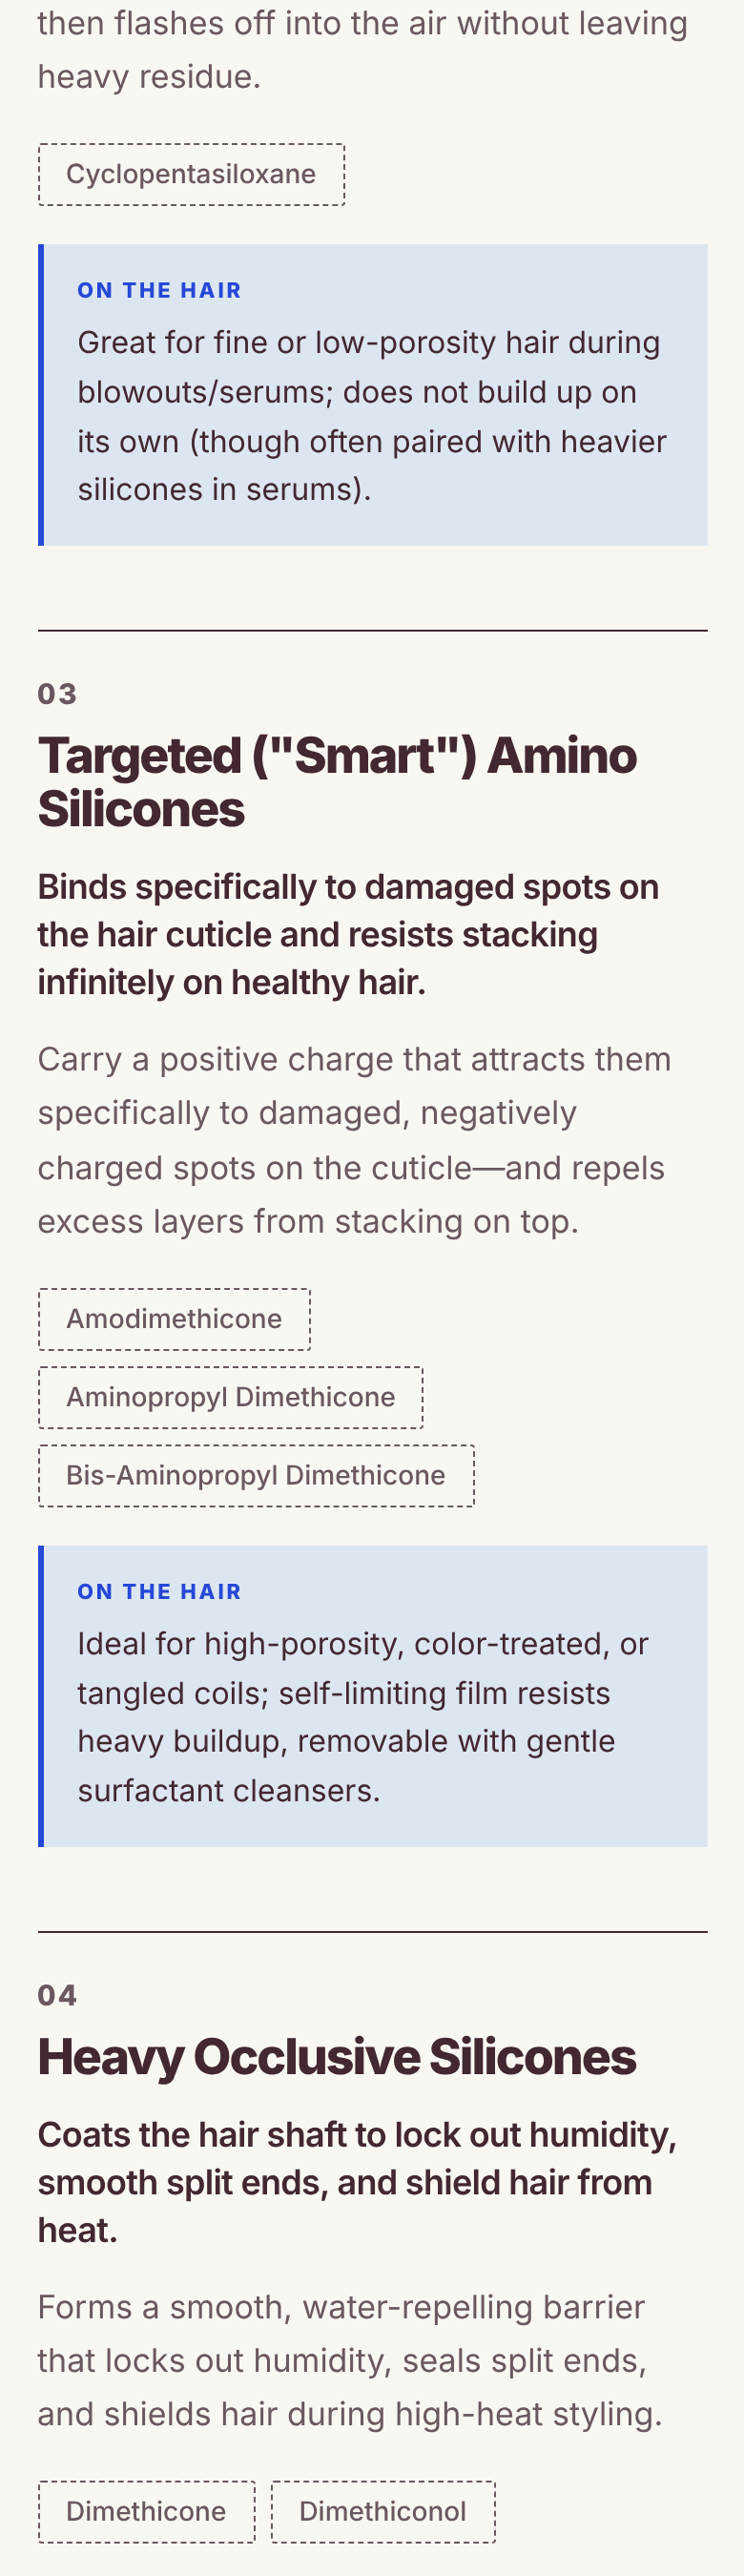 then flashes off into the air without leaving
heavy residue.
Cyclopentasiloxane
ON THE HAIR
Great for fine or low-porosity hair during
blowouts/serums; does not build up on
its own (though often paired with heavier
silicones in serums).
03
Targeted ("Smart") Amino
Silicones
Binds specifically to damaged spots on
the hair cuticle and resists stacking
infinitely on healthy hair.
Carry a positive charge that attracts them
specifically to damaged, negatively
charged spots on the cuticle—and repels
excess layers from stacking on top.
Amodimethicone
Aminopropyl Dimethicone
Bis-Aminopropyl Dimethicone
ON THE HAIR
Ideal for high-porosity, color-treated, or
tangled coils; self-limiting film resists
heavy buildup, removable with gentle
surfactant cleansers.
04
Heavy Occlusive Silicones
Coats the hair shaft to lock out humidity,
smooth split ends, and shield hair from
heat.
Forms a smooth, water-repelling barrier
that locks out humidity, seals split ends,
and shields hair during high-heat styling.
Dimethicone Dimethiconol